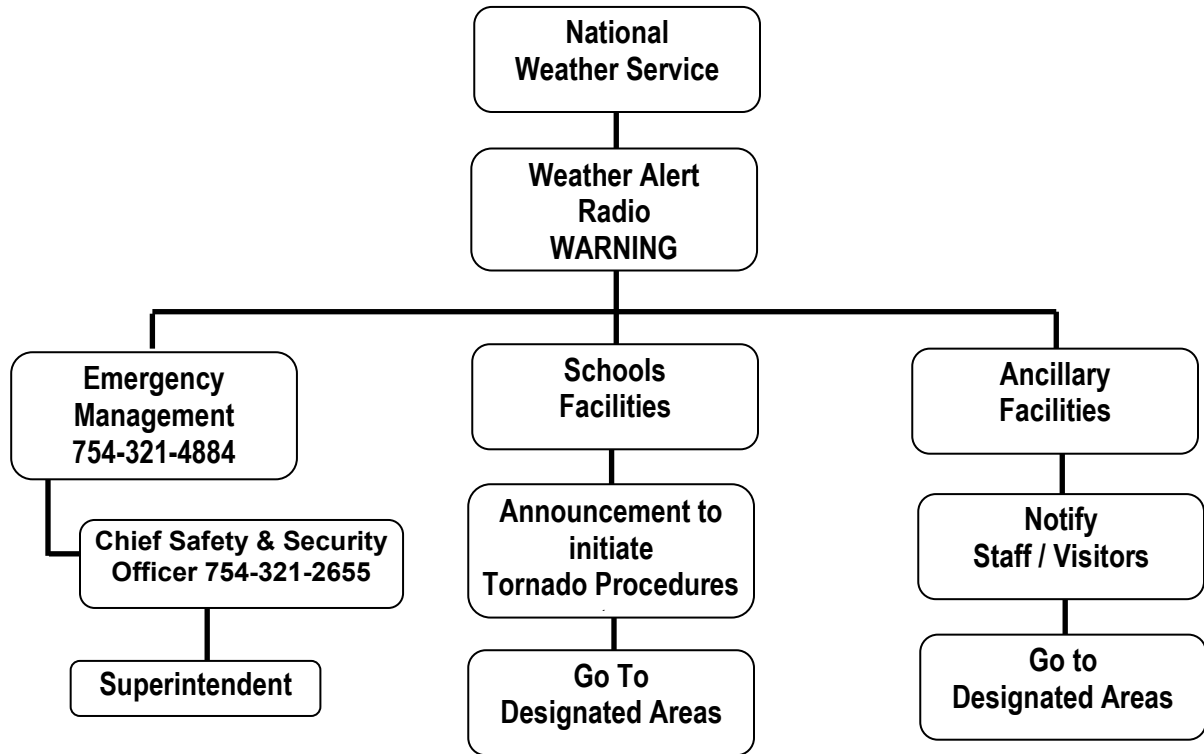 National
Weather Service
Weather Alert
Radio
WARNING
Emergency
Management
754-321-4884
Chief Safety & Security
Officer 754-321-2655
Superintendent
Schools
Facilities
Announcement to
initiate
Tornado Procedures
.
Go To
Designated Areas
Ancillary
Facilities
Notify
Staff / Visitors
Go to
Designated Areas